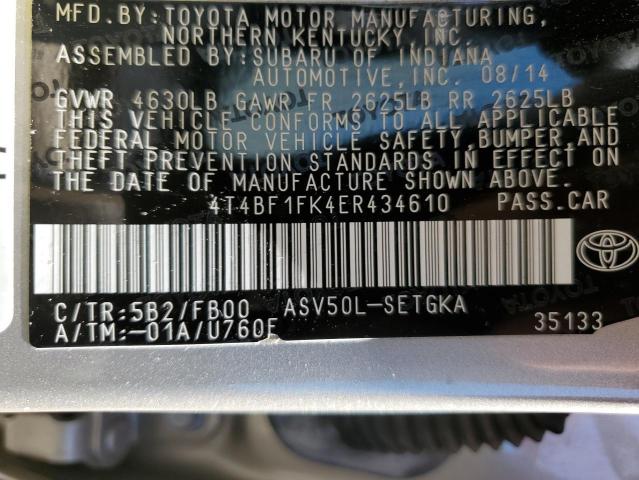 MFD.BY:TOYOTA MOTOR MANUFACTURING,
NORTHERN KENTUCKY, INC.
ASSEMBLED BY:SUBARU OF INDIANA
AUTOMOTIVE,INC. 08/14
GVWR 4630LB GAWR FR 2625LB RR 2625LB
THIS VEHICLE CONFORMS TO ALL APPLICABLE
FEDERAL MOTOR VEHICLE SAFETY,BUMPER,AND
THEFT PREVENTION STANDARDS IN EFFECT ON
THE DATE OF MANUFACTURE SHOWN ABOVE.
4T4BF1FK4ER434610 PASS.CAR
C/TR:5B2/FB00 ASV50L-SETGKA
A/TM:-01A/U760E 35133